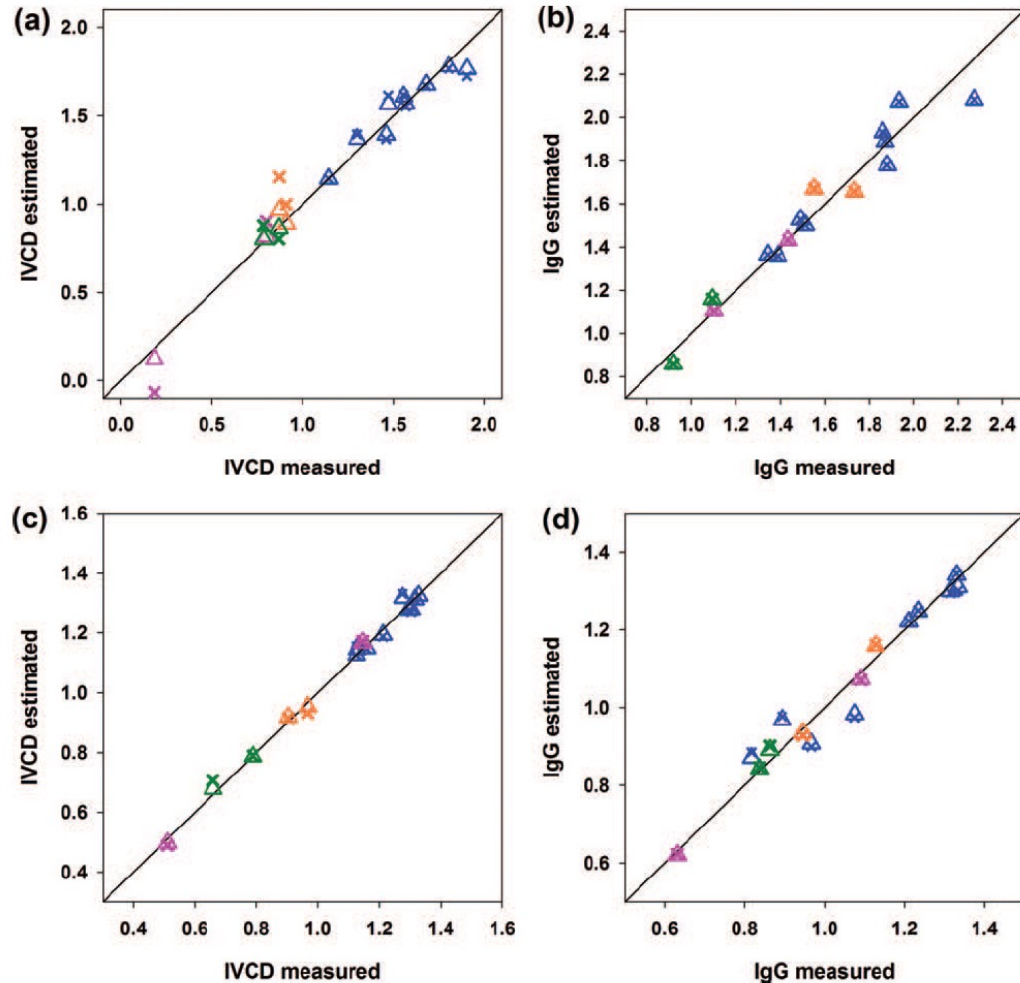 (a)
IVCD estimated
2.0
1.5
1.0
0.5
0.0
0.0 0.5 1.0 1.5 2.0
IVCD measured
(b)
IgG estimated
2.4
2.2
2.0
1.8
1.6
1.4
1.2
1.0
0.8
0.8 1.0 1.2 1.4 1.6 1.8 2.0 2.2 2.4
IgG measured
(c)
IVCD estimated
1.6
1.4
1.2
1.0
0.8
0.6
0.4
0.4 0.6 0.8 1.0 1.2 1.4 1.6
IVCD measured
(d)
IgG estimated
1.4
1.2
1.0
0.8
0.6
0.6 0.8 1.0 1.2 1.4
IgG measured